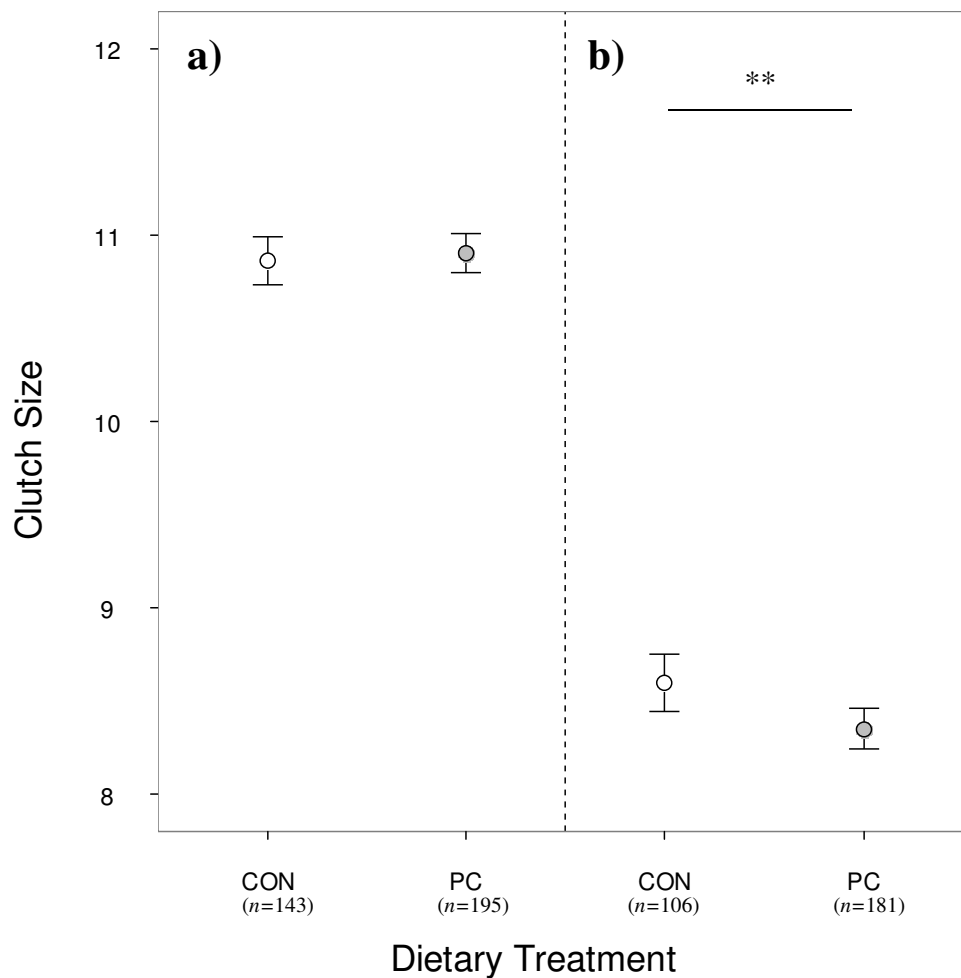 a)
b)
**
12
11
10
9
8
Clutch Size
CON PC CON PC
(n=143) (n=195) (n=106) (n=181)
Dietary Treatment